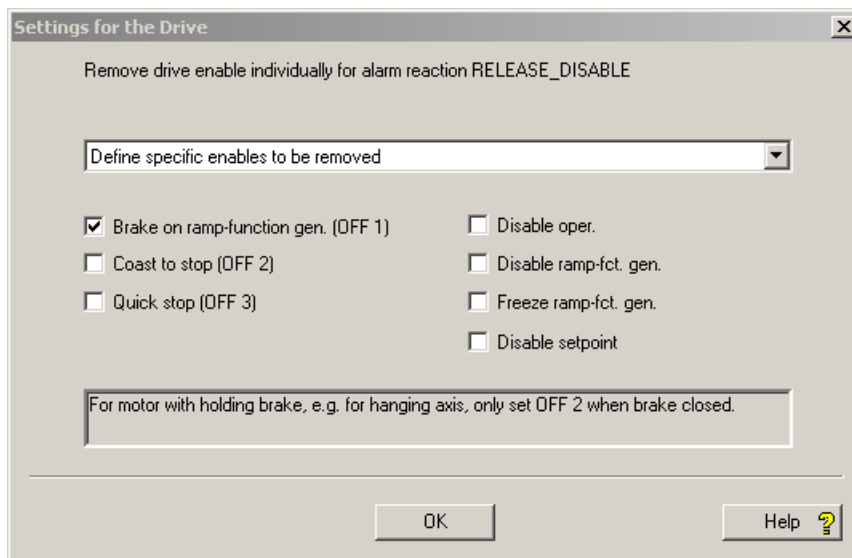 Settings for the Drive
Remove drive enable individually for alarm reaction RELEASE_DISABLE
Define specific enables to be removed
Brake on ramp-function gen. (OFF 1)
Coast to stop (OFF 2)
Quick stop (OFF 3)
Disable oper.
Disable ramp-fct. gen.
Freeze ramp-fct. gen.
Disable setpoint
For motor with holding brake, e.g. for hanging axis, only set OFF 2 when brake closed.
OK
Help